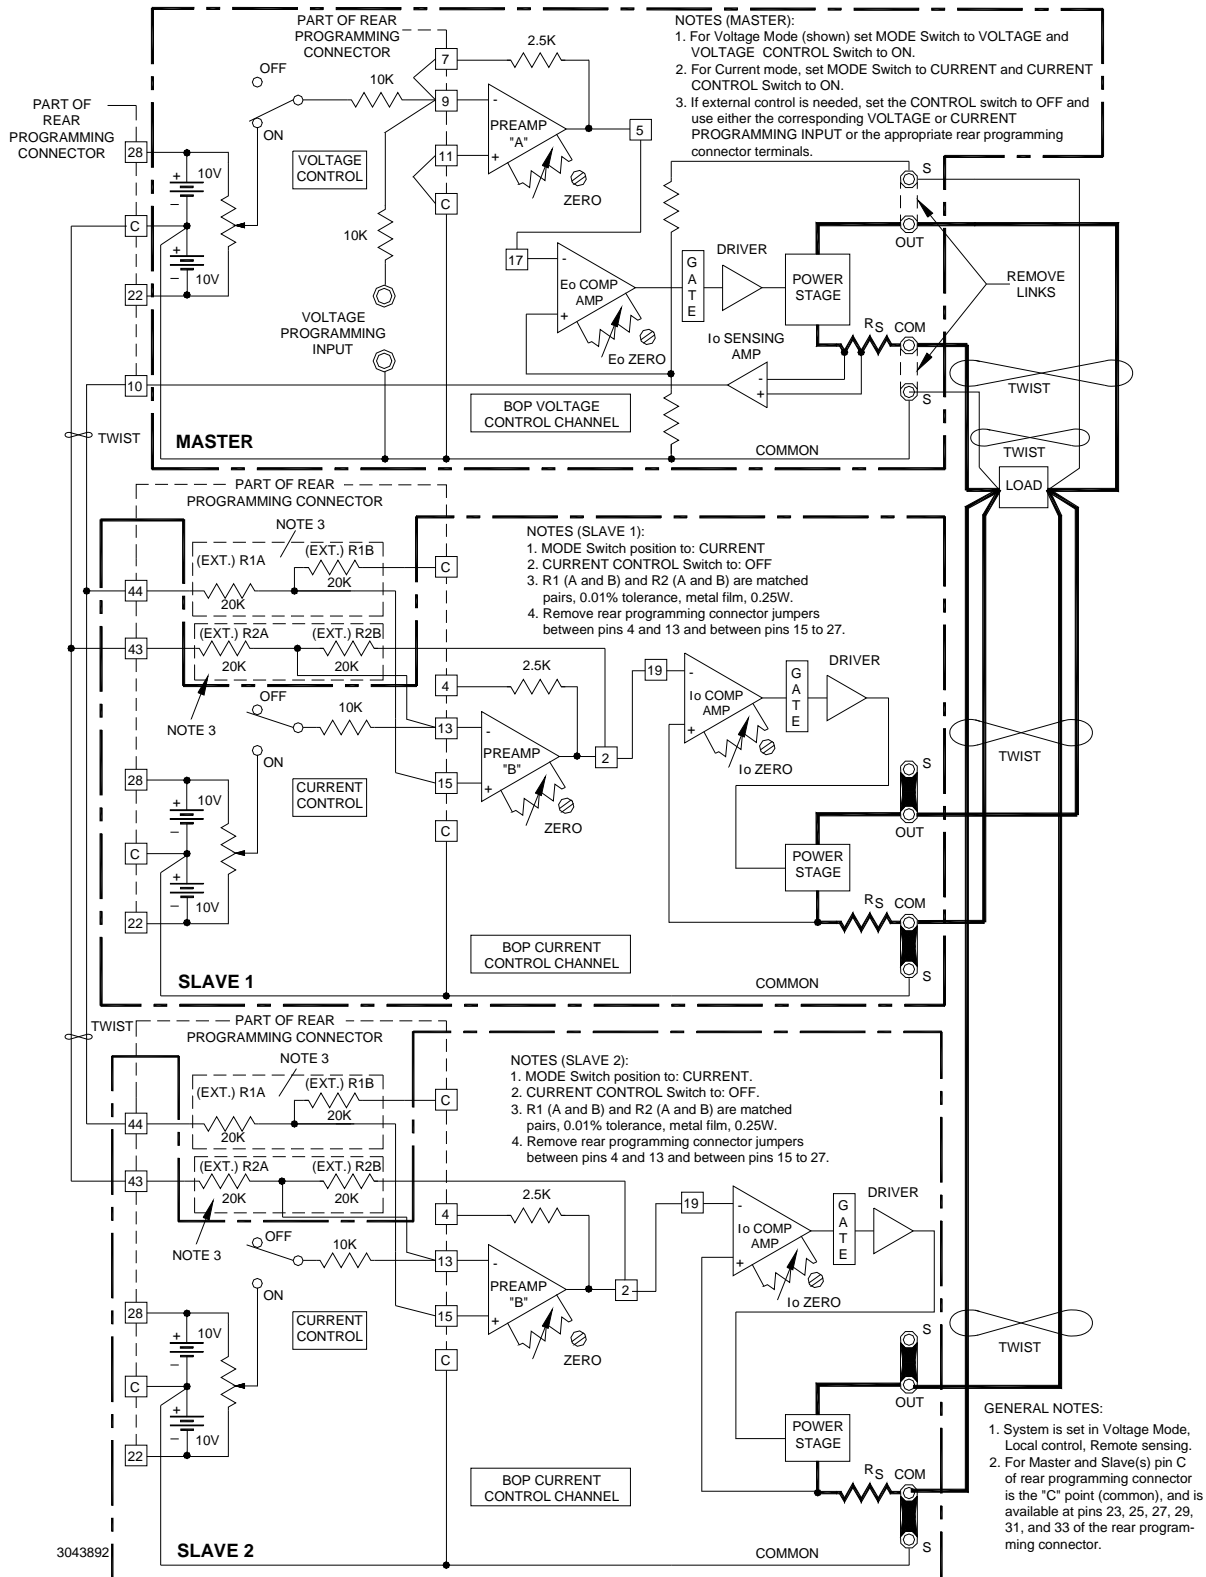 PART OF REAR
PROGRAMMING
CONNECTOR
NOTES (MASTER):
1. For Voltage Mode (shown) set MODE Switch to VOLTAGE and
VOLTAGE CONTROL Switch to ON.
2. For Current mode, set MODE Switch to CURRENT and CURRENT
CONTROL Switch to ON.
3. If external control is needed, set the CONTROL switch to OFF and
use either the corresponding VOLTAGE or CURRENT
PROGRAMMING INPUT or the appropriate rear programming
connector terminals.
2.5K
7
OFF
10K
9
-
PREAMP
"A"
5
PART OF
REAR
PROGRAMMING
CONNECTOR
ON
11
+
ZERO
28
VOLTAGE
CONTROL
+
10V
–
C
C
S
OUT
10K
17
-
Eo COMP
AMP
+
Eo ZERO
G
A
T
E
DRIVER
POWER
STAGE
REMOVE
LINKS
+
–
10V
22
VOLTAGE
PROGRAMMING
INPUT
RS
COM
Io SENSING
AMP
-
+
S
TWIST
10
BOP VOLTAGE
CONTROL CHANNEL
TWIST
MASTER
COMMON
TWIST
LOAD
PART OF REAR
PROGRAMMING CONNECTOR
NOTE 3
(EXT.) R1A
(EXT.) R1B
20K
20K
C
44
NOTES (SLAVE 1):
1. MODE Switch position to: CURRENT
2. CURRENT CONTROL Switch to: OFF
3. R1 (A and B) and R2 (A and B) are matched
pairs, 0.01% tolerance, metal film, 0.25W.
4. Remove rear programming connector jumpers
between pins 4 and 13 and between pins 15 to 27.
43
(EXT.) R2A
(EXT.) R2B
20K
20K
4
2.5K
19
-
Io COMP
AMP
+
Io ZERO
G
A
T
E
DRIVER
OFF
10K
13
-
PREAMP
"B"
2
NOTE 3
ON
15
+
ZERO
TWIST
28
CURRENT
CONTROL
+
10V
–
C
C
S
OUT
POWER
STAGE
+
–
10V
22
RS
COM
S
BOP CURRENT
CONTROL CHANNEL
SLAVE 1
COMMON
TWIST
PART OF REAR
PROGRAMMING CONNECTOR
NOTE 3
(EXT.) R1A
(EXT.) R1B
20K
20K
C
44
NOTES (SLAVE 2):
1. MODE Switch position to: CURRENT.
2. CURRENT CONTROL Switch to: OFF.
3. R1 (A and B) and R2 (A and B) are matched
pairs, 0.01% tolerance, metal film, 0.25W.
4. Remove rear programming connector jumpers
between pins 4 and 13 and between pins 15 to 27.
43
(EXT.) R2A
(EXT.) R2B
20K
20K
4
2.5K
19
-
Io COMP
AMP
+
Io ZERO
G
A
T
E
DRIVER
OFF
10K
13
-
PREAMP
"B"
2
NOTE 3
ON
15
+
ZERO
TWIST
28
CURRENT
CONTROL
+
10V
–
C
C
S
OUT
POWER
STAGE
+
–
10V
22
RS
COM
S
BOP CURRENT
CONTROL CHANNEL
3043892
SLAVE 2
COMMON
GENERAL NOTES:
1. System is set in Voltage Mode,
Local control, Remote sensing.
2. For Master and Slave(s) pin C
of rear programming connector
is the "C" point (common), and is
available at pins 23, 25, 27, 29,
31, and 33 of the rear program-
ming connector.